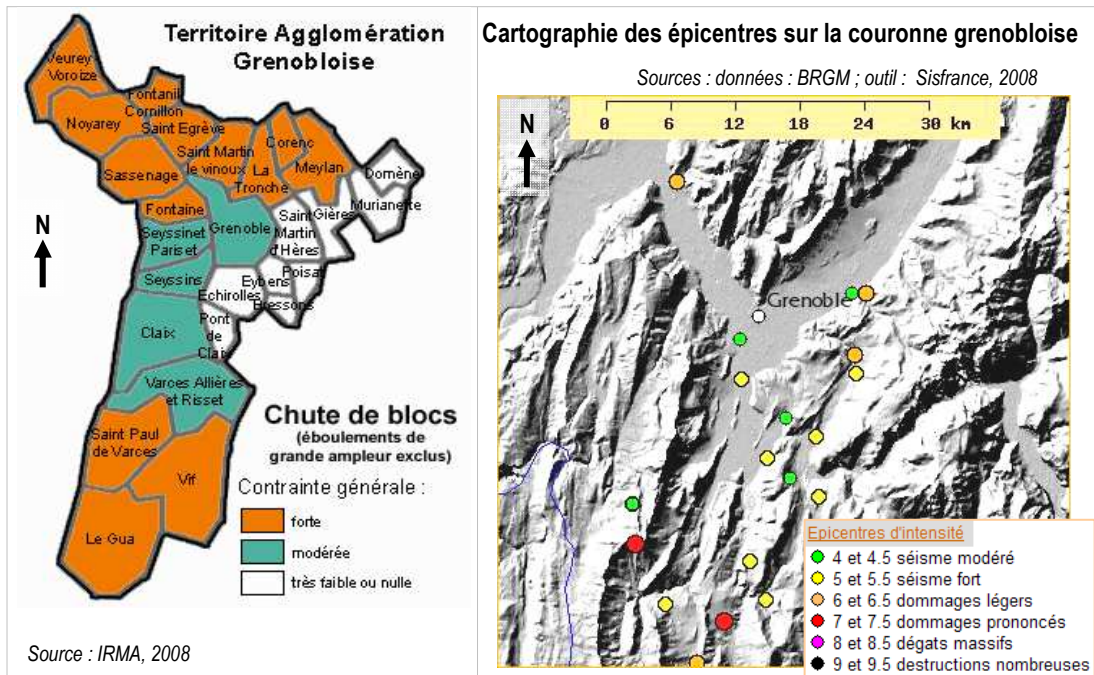 Territoire Agglomération
Grenobloise
Veurey
Voroize
Fontanil
Cornillon
Noyarey
Saint Egrève
Saint Martin
le vinoux
Corenc
La
Tronche
Meylan
Sassenage
Domène
Murianette
Fontaine
Grenoble
Saint
Martin
d'Hères
Gières
N
Seyssinet
Pariset
Seyssins
Eybens
Poisat
Echirolles
Bressons
Claix
Pont
de
Claix
Varces Allières
et Risset
Saint Paul
de Varces
Vif
Le Gua
Chute de blocs
(éboulements de
grande ampleur exclus)
Contrainte générale :
forte
modérée
très faible ou nulle
Source : IRMA, 2008
Cartographie des épicentres sur la couronne grenobloise
Sources : données : BRGM ; outil : Sisfrance, 2008
N
0 6 12 18 24 30 km
Grenoble
Epicentres d'intensité
4 et 4.5 séisme modéré
5 et 5.5 séisme fort
6 et 6.5 dommages légers
7 et 7.5 dommages prononcés
8 et 8.5 dégats massifs
9 et 9.5 destructions nombreuses